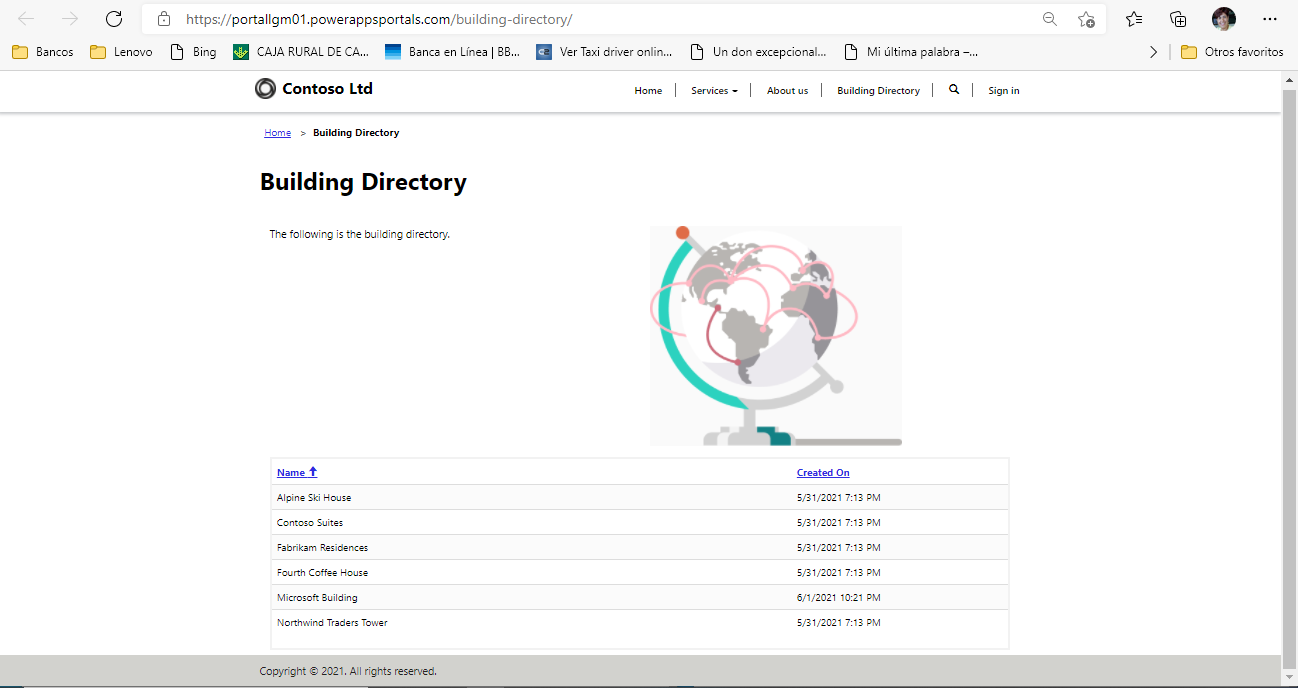 https://portallgm01.powerappsportals.com/building-directory/
Bancos Lenovo Bing CAJA RURAL DE CA... Banca en Línea | BB... Ver Taxi driver onlin... Un don excepcional... Mi última palabra –... Otros favoritos
Contoso Ltd Home Services About us Building Directory Sign in
Home > Building Directory
Building Directory
The following is the building directory.
Name Created On
Alpine Ski House 5/31/2021 7:13 PM
Contoso Suites 5/31/2021 7:13 PM
Fabrikam Residences 5/31/2021 7:13 PM
Fourth Coffee House 5/31/2021 7:13 PM
Microsoft Building 6/1/2021 10:21 PM
Northwind Traders Tower 5/31/2021 7:13 PM
Copyright © 2021. All rights reserved.